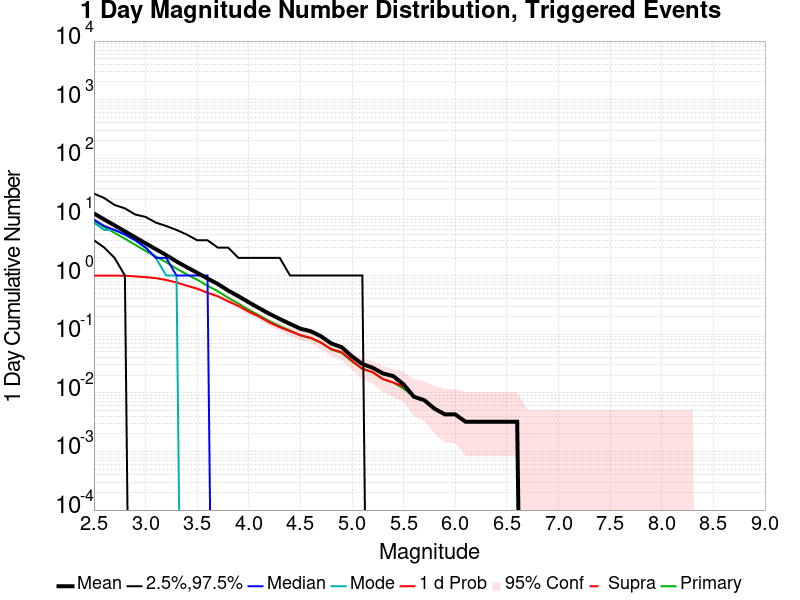 1 Day Magnitude Number Distribution, Triggered Events
10^4
10^3
10^2
10^1
10^0
10^-1
10^-2
10^-3
10^-4
1 Day Cumulative Number
2.5 3.0 3.5 4.0 4.5 5.0 5.5 6.0 6.5 7.0 7.5 8.0 8.5 9.0
Magnitude
Mean 2.5%,97.5% Median Mode 1 d Prob 95% Conf Supra Primary